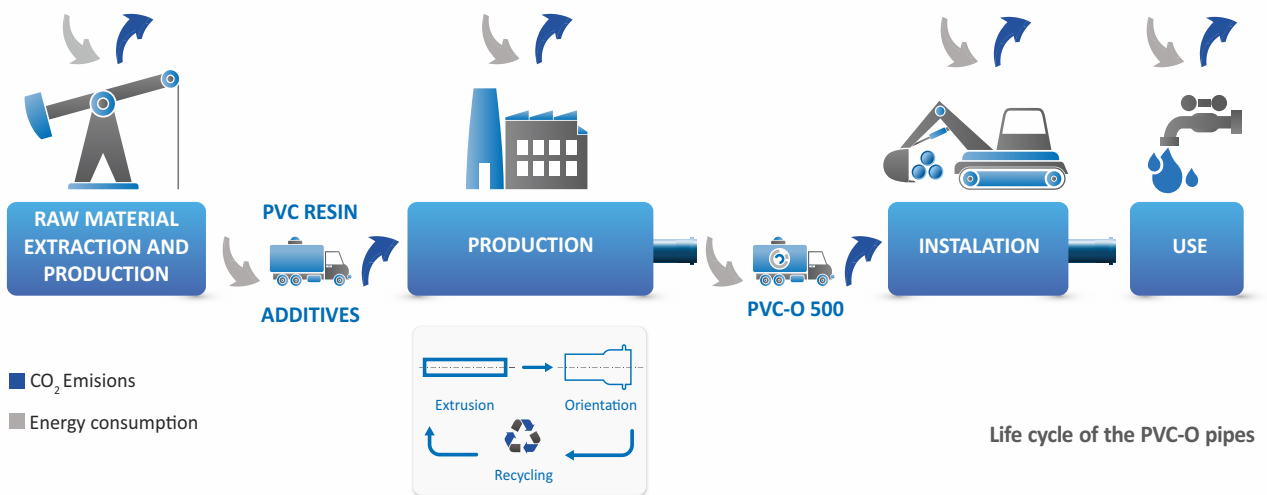 RAW MATERIAL
EXTRACTION AND
PRODUCTION
PVC RESIN
ADDITIVES
PRODUCTION
PVC-O 500
INSTALATION
USE
Extrusion
Orientation
Recycling
CO2 Emisions
Energy consumption
Life cycle of the PVC-O pipes